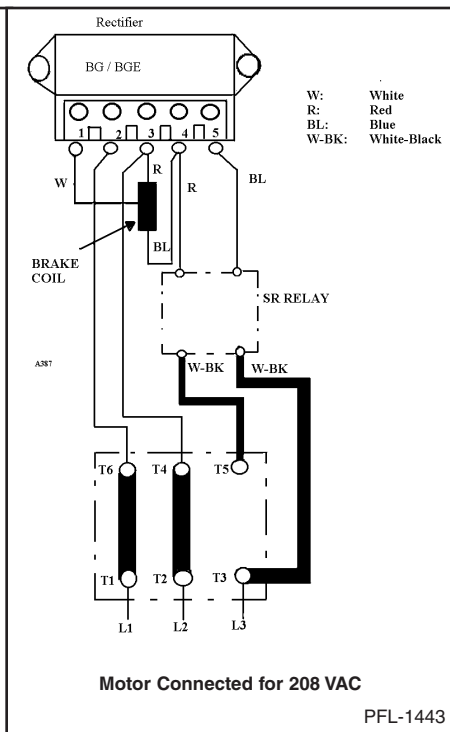 Rectifier
BG / BGE
W: White
R: Red
BL: Blue
W-BK: White-Black
1 2 3 4 5
W R R BL
BL
BRAKE
COIL
SR RELAY
A387
W-BK W-BK
T6 T4 T5
T1 T2 T3
L1 L2 L3
Motor Connected for 208 VAC
PFL-1443